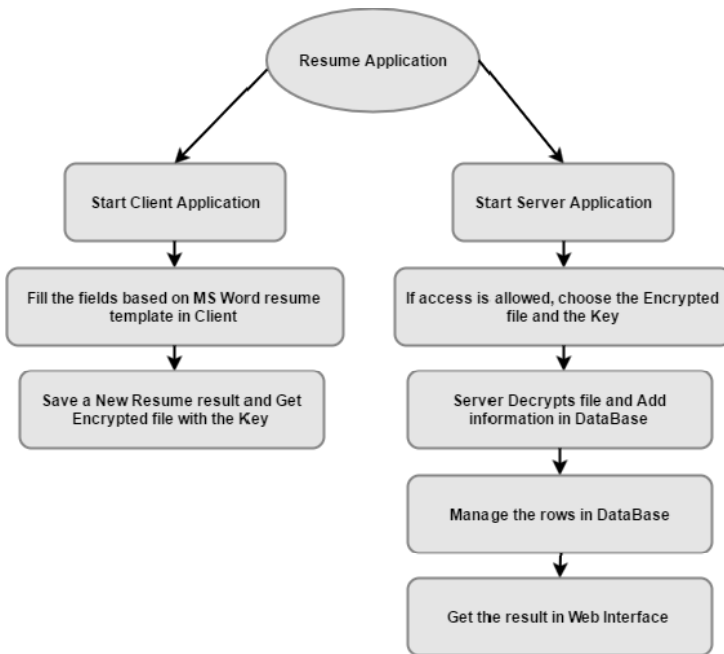 Resume Application
Start Client Application
Fill the fields based on MS Word resume
template in Client
Save a New Resume result and Get
Encrypted file with the Key
Start Server Application
If access is allowed, choose the Encrypted
file and the Key
Server Decrypts file and Add
information in DataBase
Manage the rows in DataBase
Get the result in Web Interface